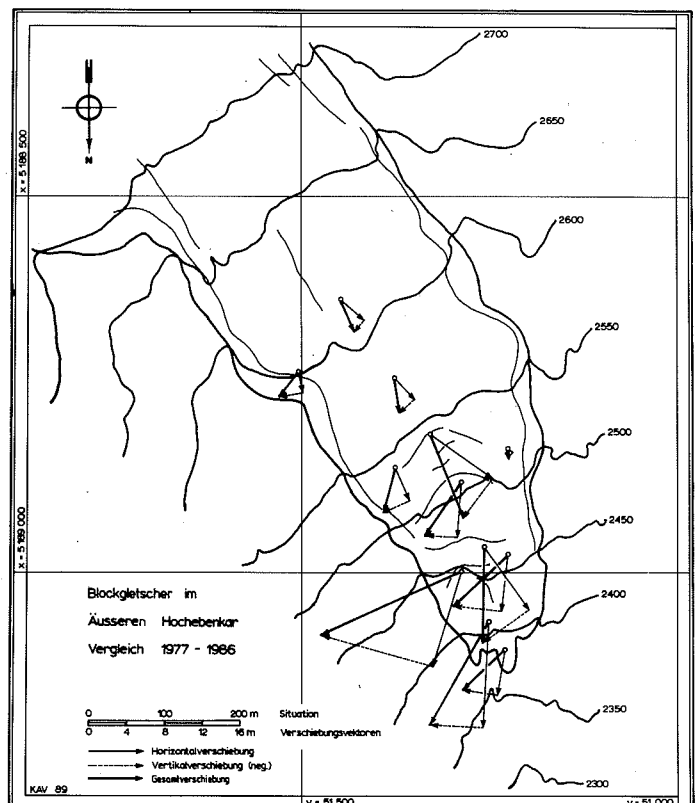 2700
2650
2600
2550
2500
2450
2400
2350
2300
N
x = 5 188 500
x = 5 189 000
Blockgletscher im
Äusseren Hochebenkar
Vergleich 1977 - 1986
0 100 200 m Situation
0 4 8 12 16 m Verschiebungsvektoren
Horizontalverschiebung
Vertikalverschiebung (neg.)
Gesamtverschiebung
KAV 89
y = 51 500
y = 51 000